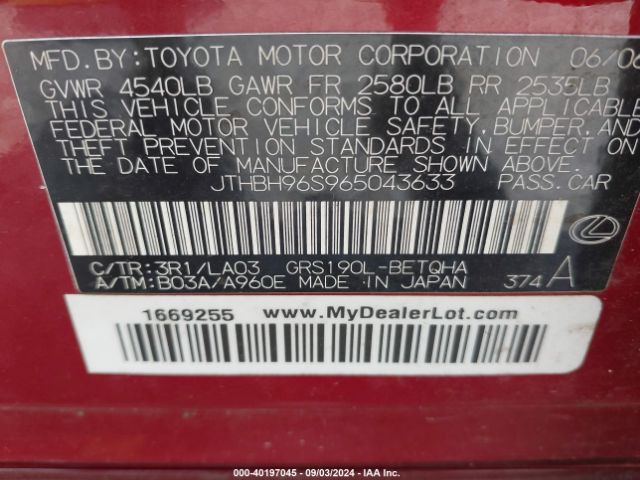 MFD.BY: TOYOTA MOTOR CORPORATION 06/06
GVWR 4540LB GAWR FR 2580LB RR 2535LB
THIS VEHICLE CONFORMS TO ALL APPLICABLE
FEDERAL MOTOR VEHICLE SAFETY, BUMPER, AND
THEFT PREVENTION STANDARDS IN EFFECT ON
THE DATE OF MANUFACTURE SHOWN ABOVE.
JTHBH96S965043633 PASS.CAR
C/TR: 3R1/LA03 GRS190L-BETQHA
A/TM: B03A/A960E MADE IN JAPAN 374 A
1669255 www.MyDealerLot.com
000-40197045 - 09/03/2024 - IAA Inc.